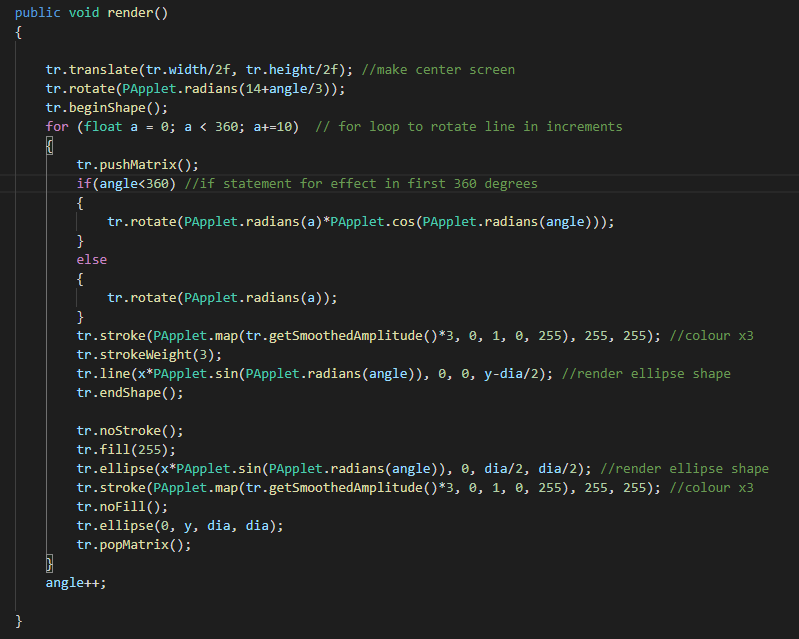 public void render()
{
tr.translate(tr.width/2f, tr.height/2f); //make center screen
tr.rotate(PApplet.radians(14+angle/3));
tr.beginShape();
for (float a = 0; a < 360; a+=10)  // for loop to rotate line in increments
{
tr.pushMatrix();
if(angle<360) //if statement for effect in first 360 degrees
{
tr.rotate(PApplet.radians(a)*PApplet.cos(PApplet.radians(angle)));
}
else
{
tr.rotate(PApplet.radians(a));
}
tr.stroke(PApplet.map(tr.getSmoothedAmplitude()*3, 0, 1, 0, 255), 255, 255); //colour x3
tr.strokeWeight(3);
tr.line(x*PApplet.sin(PApplet.radians(angle)), 0, 0, y-dia/2); //render ellipse shape
tr.endShape();
tr.noStroke();
tr.fill(255);
tr.ellipse(x*PApplet.sin(PApplet.radians(angle)), 0, dia/2, dia/2); //render ellipse shape
tr.stroke(PApplet.map(tr.getSmoothedAmplitude()*3, 0, 1, 0, 255), 255, 255); //colour x3
tr.noFill();
tr.ellipse(0, y, dia, dia);
tr.popMatrix();
}
angle++;
}